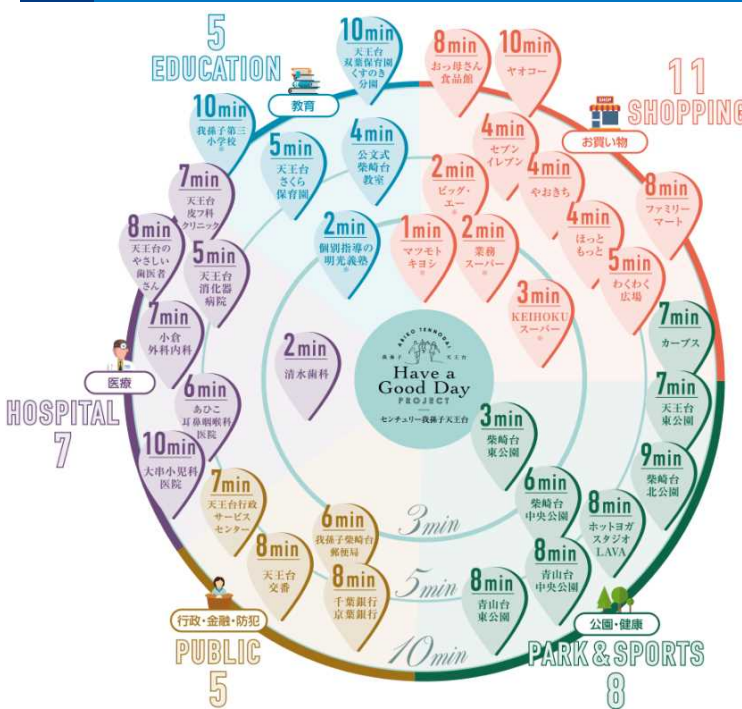 5
EDUCATION
教育
10min
天王台
双葉保育園
くすのき
分園
10min
我孫子第三
小学校※
5min
天王台
さくら
保育園
4min
公文式
柴崎台
教室
2min
個別指導の
明光義塾
※
11
SHOPPING
SHOP
お買い物
8min
おっ母さん
食品館
10min
ヤオコー
4min
セブン
イレブン
4min
やおきち
8min
ファミリー
マート
2min
ビッグ・
エー
※
4min
ほっと
もっと
1min
マツモト
キヨシ
※
2min
業務
スーパー
※
5min
わくわく
広場
3min
KEIHOKU
スーパー
※
7min
天王台
皮フ科
クリニック
8min
天王台の
やさしい
歯医者
さん
5min
天王台
消化器
病院
7min
小倉
外科内科
2min
清水歯科
医療
HOSPITAL
7
6min
あびこ
耳鼻咽喉科
医院
10min
大串小児科
医院
ABIKO TENNODAI
我孫子 天王台
Have a
Good Day
PROJECT
センチュリー我孫子天王台
7min
カーブス
7min
天王台
東公園
3min
柴崎台
東公園
9min
柴崎台
北公園
6min
柴崎台
中央公園
8min
ホットヨガ
スタジオ
LAVA
8min
青山台
中央公園
8min
青山台
東公園
公園・健康
PARK & SPORTS
8
7min
天王台行政
サービス
センター
6min
我孫子柴崎台
郵便局
8min
天王台
交番
8min
千葉銀行
京葉銀行
行政・金融・防犯
PUBLIC
5
3min
5min
10min